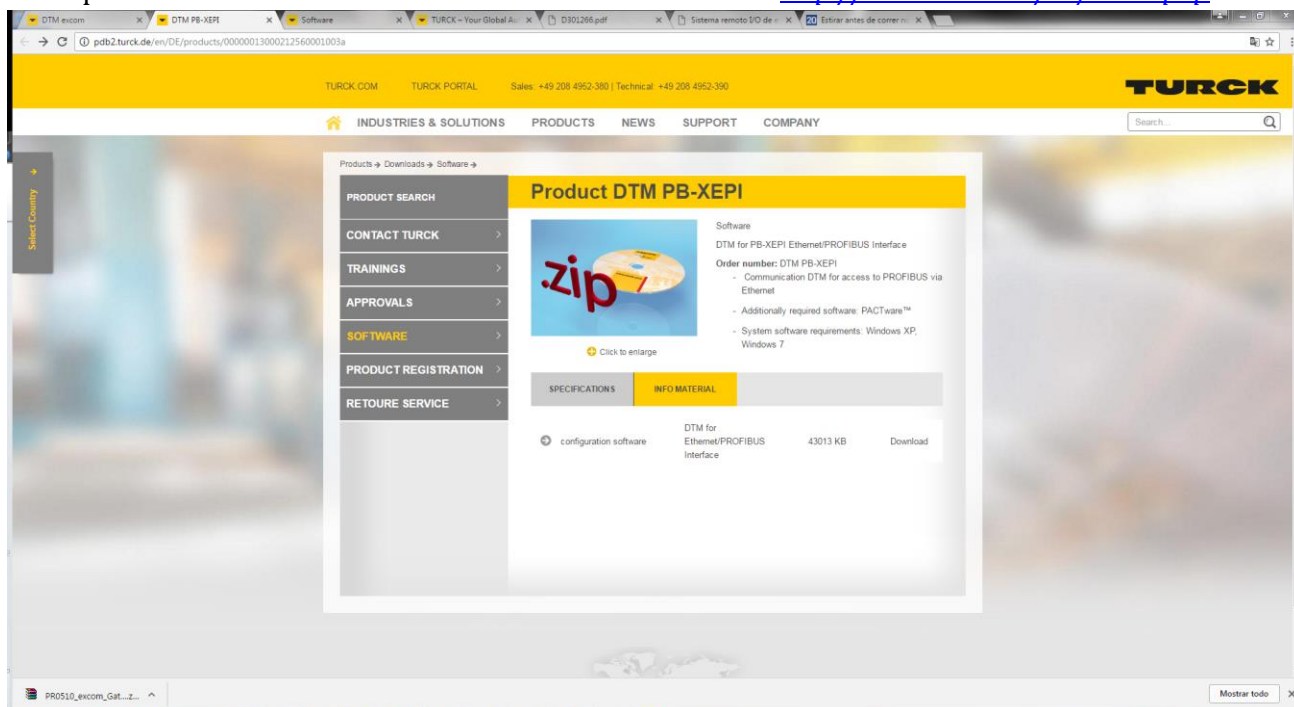 DTM excom
DTM PB-XEPI
Software
TURCK – Your Global Au
D301266.pdf
Sistema remoto I/O de e
20 Estirar antes de correr n
pdb2.turck.de/en/DE/products/00000013000212560001003a
TURCK.COM TURCK PORTAL Sales: +49 208 4952-380 | Technical: +49 208 4952-390
TURCK
INDUSTRIES & SOLUTIONS PRODUCTS NEWS SUPPORT COMPANY
Search...
Select Country
Products → Downloads → Software →
PRODUCT SEARCH
CONTACT TURCK
TRAININGS
APPROVALS
SOFTWARE
PRODUCT REGISTRATION
RETOURE SERVICE
Product DTM PB-XEPI
.zip
Click to enlarge
Software
DTM for PB-XEPI Ethernet/PROFIBUS Interface
Order number: DTM PB-XEPI
- Communication DTM for access to PROFIBUS via
Ethernet
- Additionally required software: PACTware™
- System software requirements: Windows XP,
Windows 7
SPECIFICATIONS INFO MATERIAL
configuration software
DTM for
Ethernet/PROFIBUS
Interface
43013 KB
Download
PR0510_excom_Gat....z...
Mostrar todo